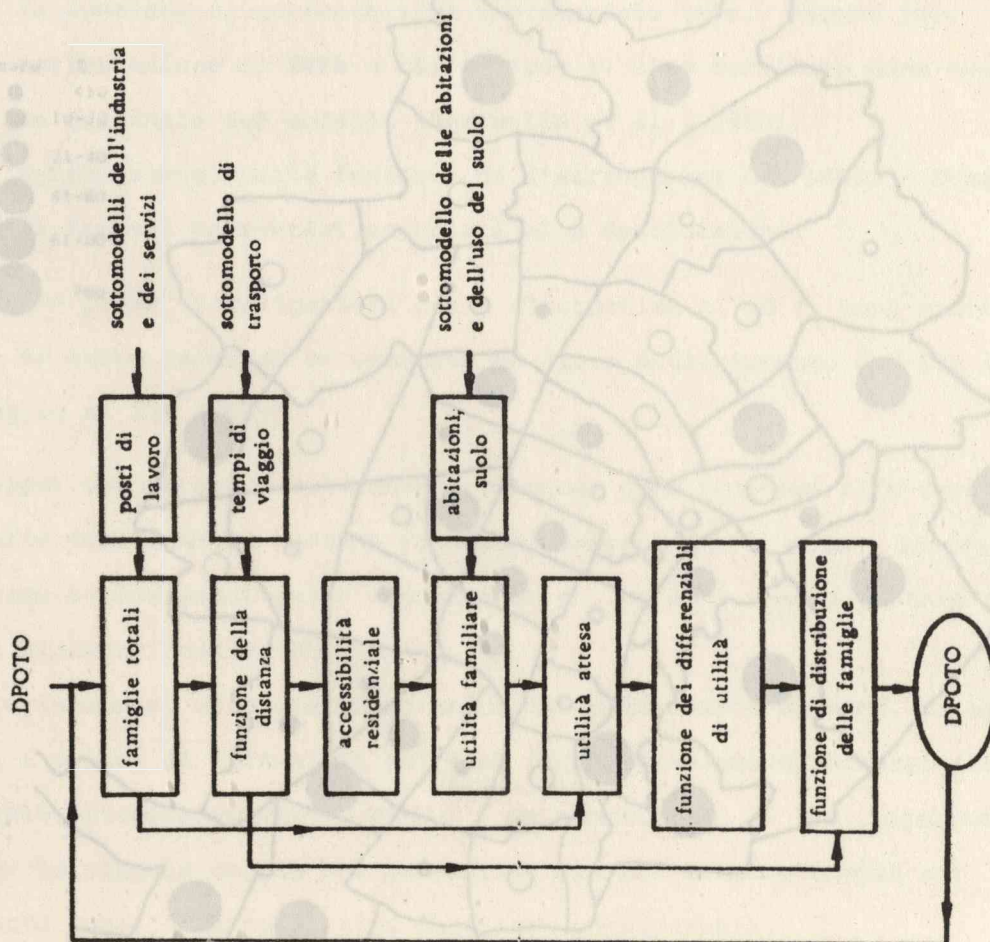 DPOTO
sottomodelli dell'industria
e dei servizi
posti di
lavoro
famiglie totali
sottomodello di
trasporto
tempi di
viaggio
funzione della
distanza
accessibilità
residenziale
sottomodello delle abitazioni
e dell'uso del suolo
abitazioni,
suolo
utilità familiare
utilità attesa
funzione dei differenziali
di utilità
funzione di distribuzione
delle famiglie
DPOTO